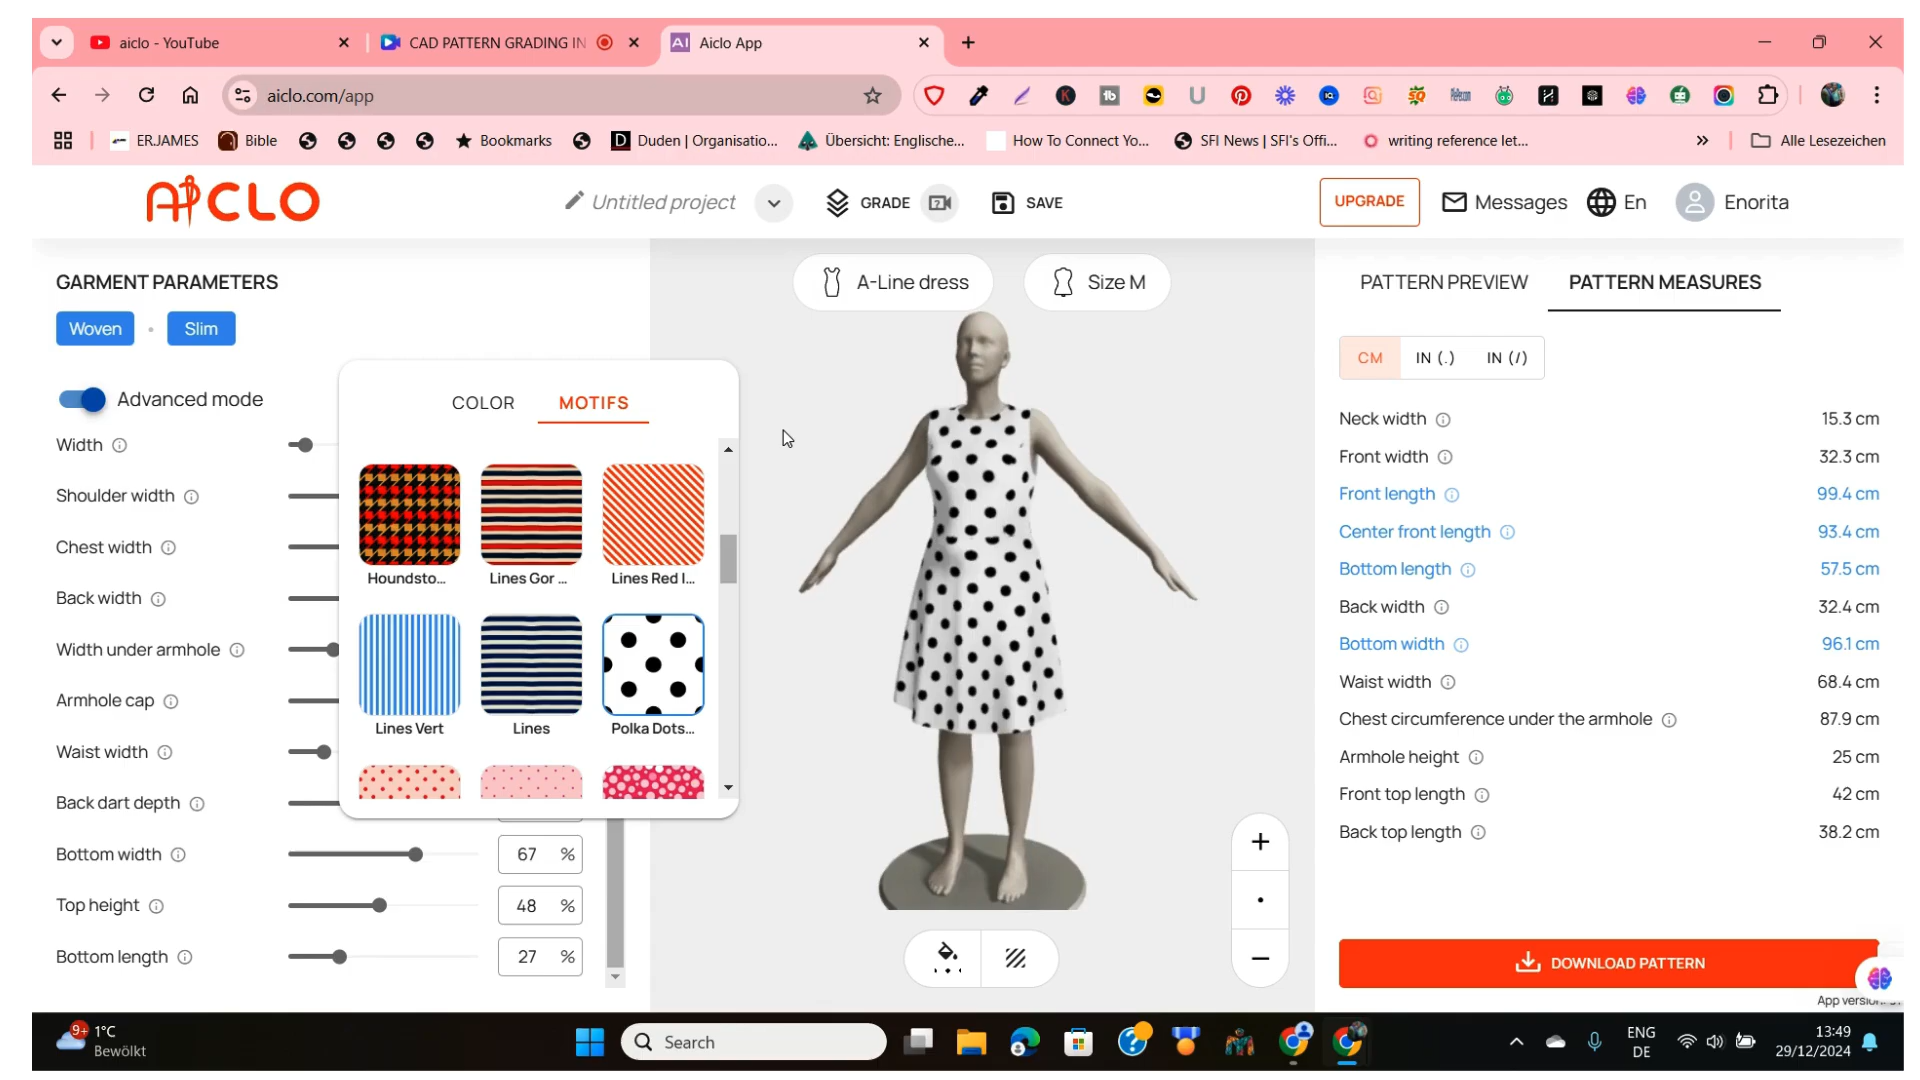 aiclo - YouTube
CAD PATTERN GRADING IN
AI Aiclo App
aiclo.com/app
ER.JAMES
Bible
Bookmarks
D Duden | Organisatio...
Übersicht: Englische...
How To Connect Yo...
SFI News | SFI's Offi...
writing reference let...
Alle Lesezeichen
AICLO
Untitled project
GRADE
SAVE
UPGRADE
Messages
En
Enorita
GARMENT PARAMETERS
Woven
Slim
Advanced mode
Width
Shoulder width
Chest width
Back width
Width under armhole
Armhole cap
Waist width
Back dart depth
Bottom width 67 %
Top height 48 %
Bottom length 27 %
COLOR MOTIFS
Houndsto... Lines Gor ... Lines Red l...
Lines Vert Lines Polka Dots...
A-Line dress
Size M
PATTERN PREVIEW PATTERN MEASURES
CM IN (.) IN (/)
Neck width 15.3 cm
Front width 32.3 cm
Front length 99.4 cm
Center front length 93.4 cm
Bottom length 57.5 cm
Back width 32.4 cm
Bottom width 96.1 cm
Waist width 68.4 cm
Chest circumference under the armhole 87.9 cm
Armhole height 25 cm
Front top length 42 cm
Back top length 38.2 cm
DOWNLOAD PATTERN
App version:
9+ 1°C
Bewölkt
Search
ENG
DE
13:49
29/12/2024